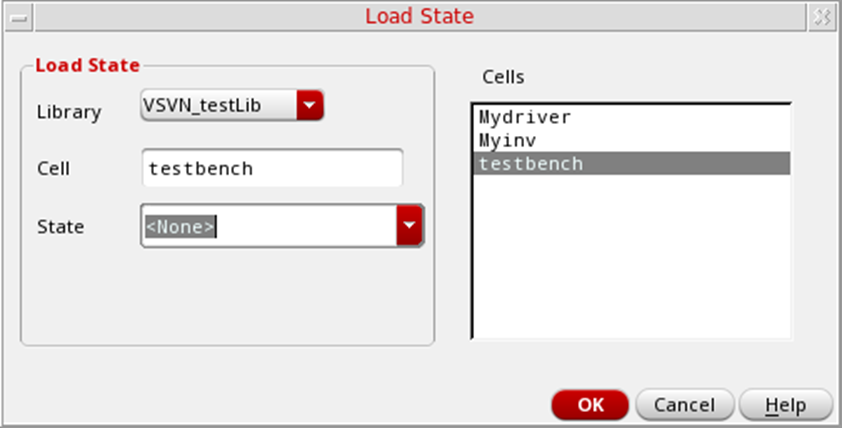 Load State
Load State
Library
VSVN_testLib
Cell
testbench
State
<None>
Cells
Mydriver
Myinv
testbench
OK
Cancel
Help